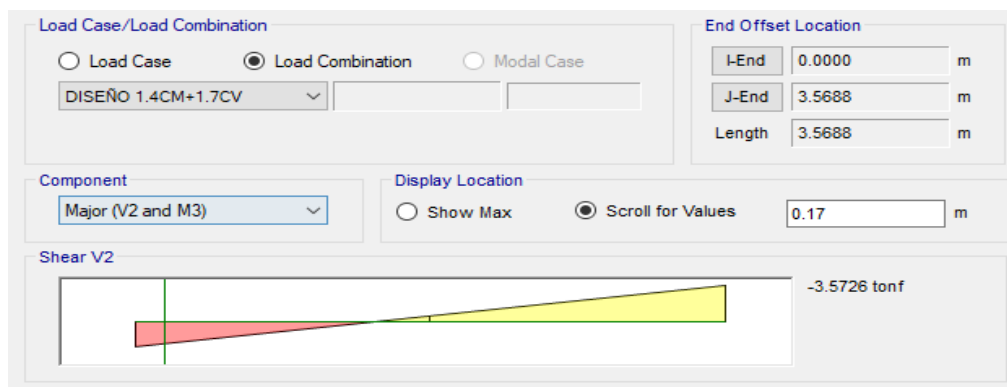 Load Case/Load Combination
Load Case Load Combination Modal Case
DISEÑO 1.4CM+1.7CV
End Offset Location
I-End 0.0000 m
J-End 3.5688 m
Length 3.5688 m
Component
Major (V2 and M3)
Display Location
Show Max Scroll for Values 0.17 m
Shear V2
-3.5726 tonf